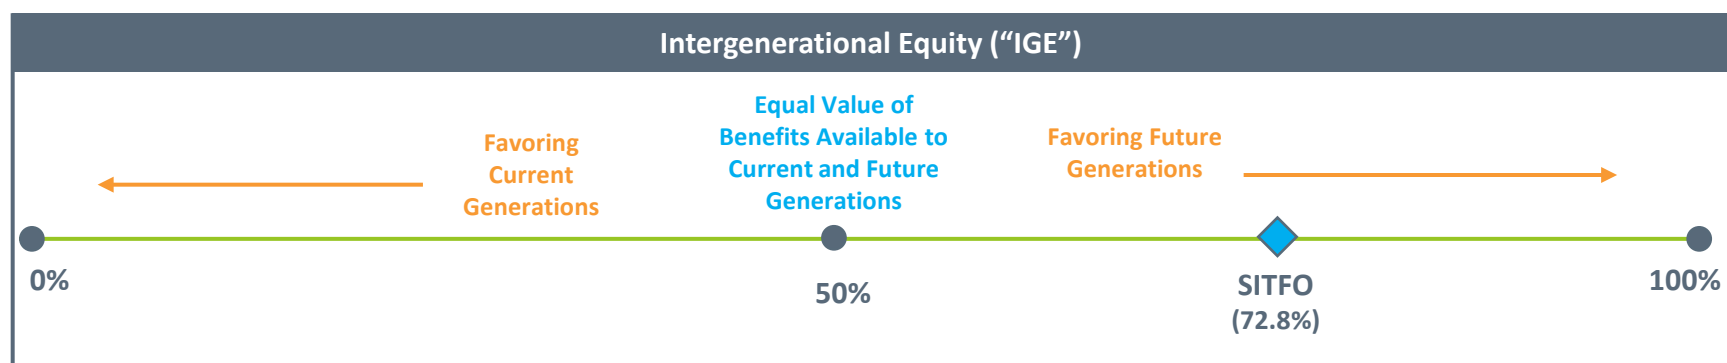 Intergenerational Equity (“IGE”)
Favoring
Current
Generations
Equal Value of
Benefits Available to
Current and Future
Generations
Favoring Future
Generations
0%
50%
SITFO
(72.8%)
100%